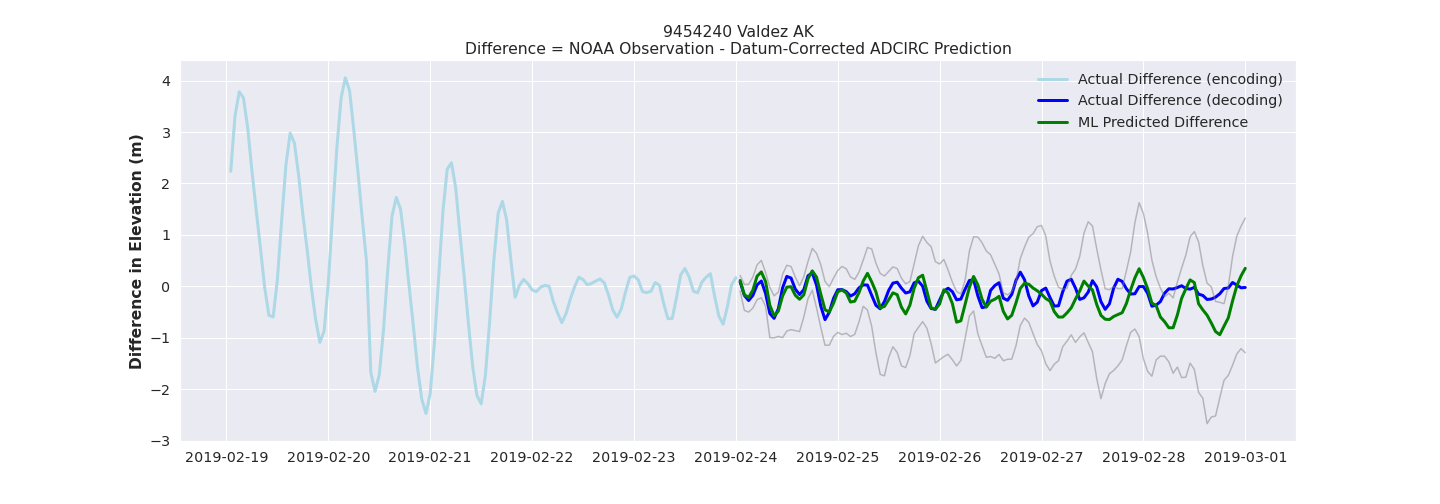 9454240 Valdez AK
Difference = NOAA Observation - Datum-Corrected ADCIRC Prediction
Actual Difference (encoding)
Actual Difference (decoding)
ML Predicted Difference
Difference in Elevation (m)
4
3
2
1
0
−1
−2
−3
2019-02-19 2019-02-20 2019-02-21 2019-02-22 2019-02-23 2019-02-24 2019-02-25 2019-02-26 2019-02-27 2019-02-28 2019-03-01